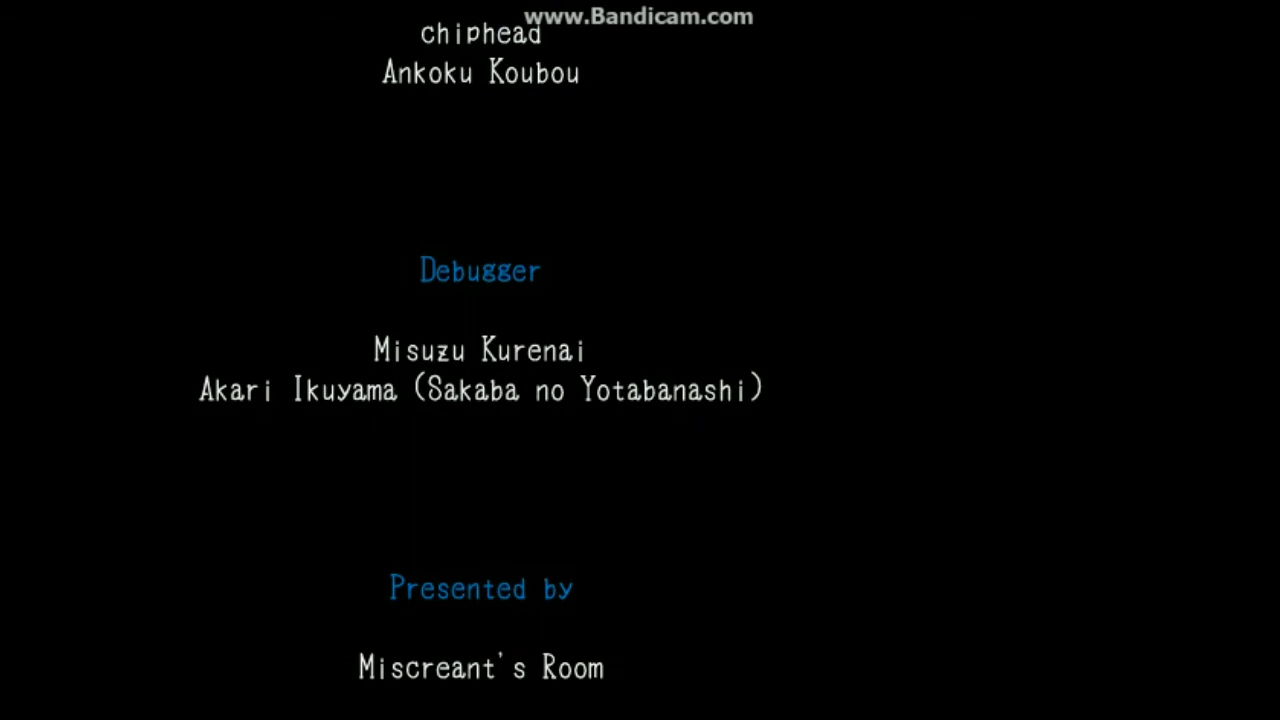 www.Bandicam.com
chiphead
Ankoku Koubou
Debugger
Misuzu Kurenai
Akari Ikuyama (Sakaba no Yotabanashi)
Presented by
Miscreant's Room